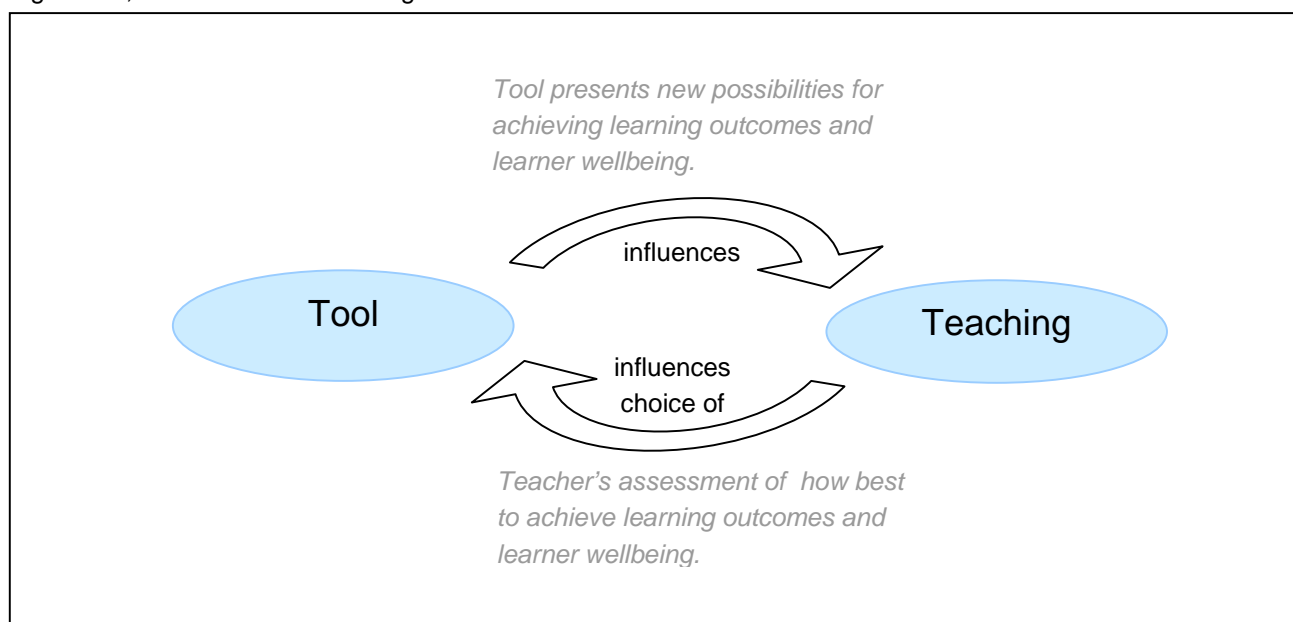 Tool presents new possibilities for
achieving learning outcomes and
learner wellbeing.
influences
Tool
Teaching
influences
choice of
Teacher's assessment of  how best
to achieve learning outcomes and
learner wellbeing.